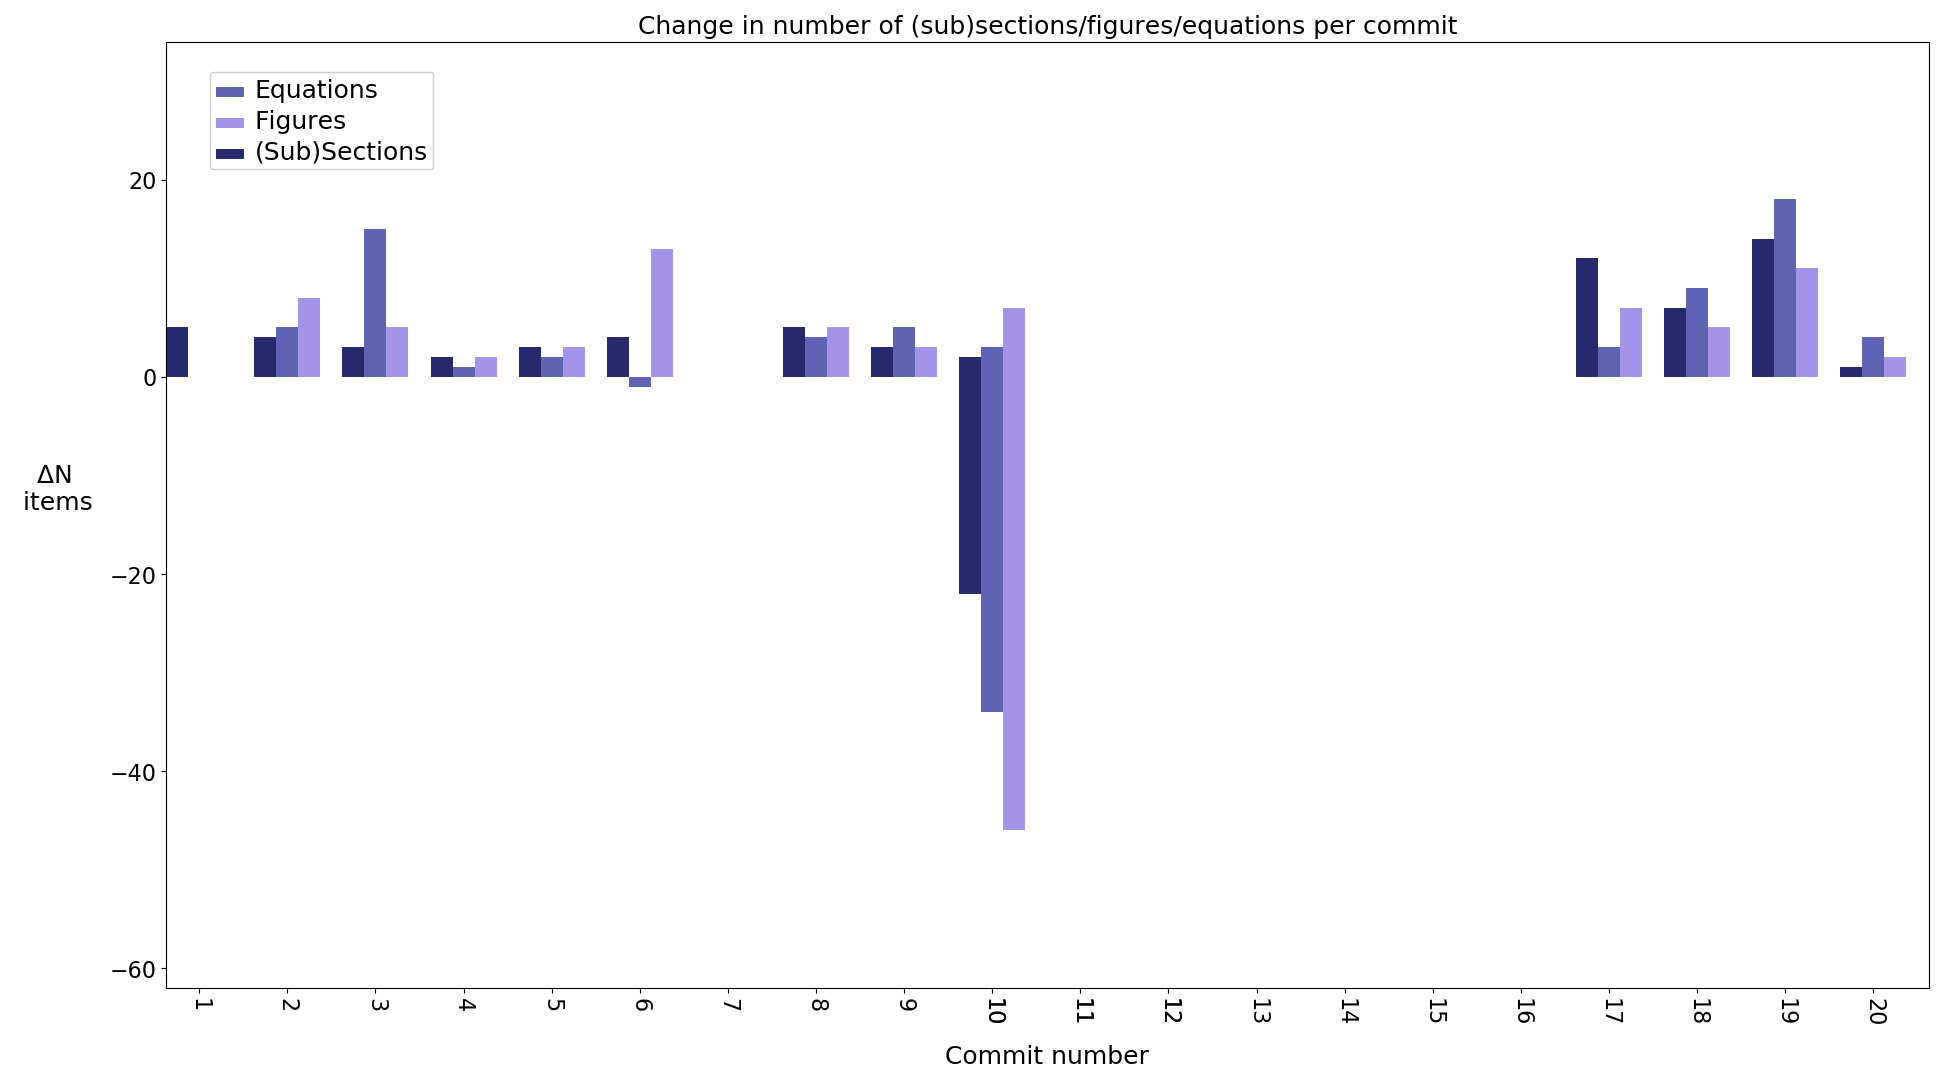 Change in number of (sub)sections/figures/equations per commit
Equations
Figures
(Sub)Sections
20
0
−20
−40
−60
ΔN
items
1 2 3 4 5 6 7 8 9 10 11 12 13 14 15 16 17 18 19 20
Commit number